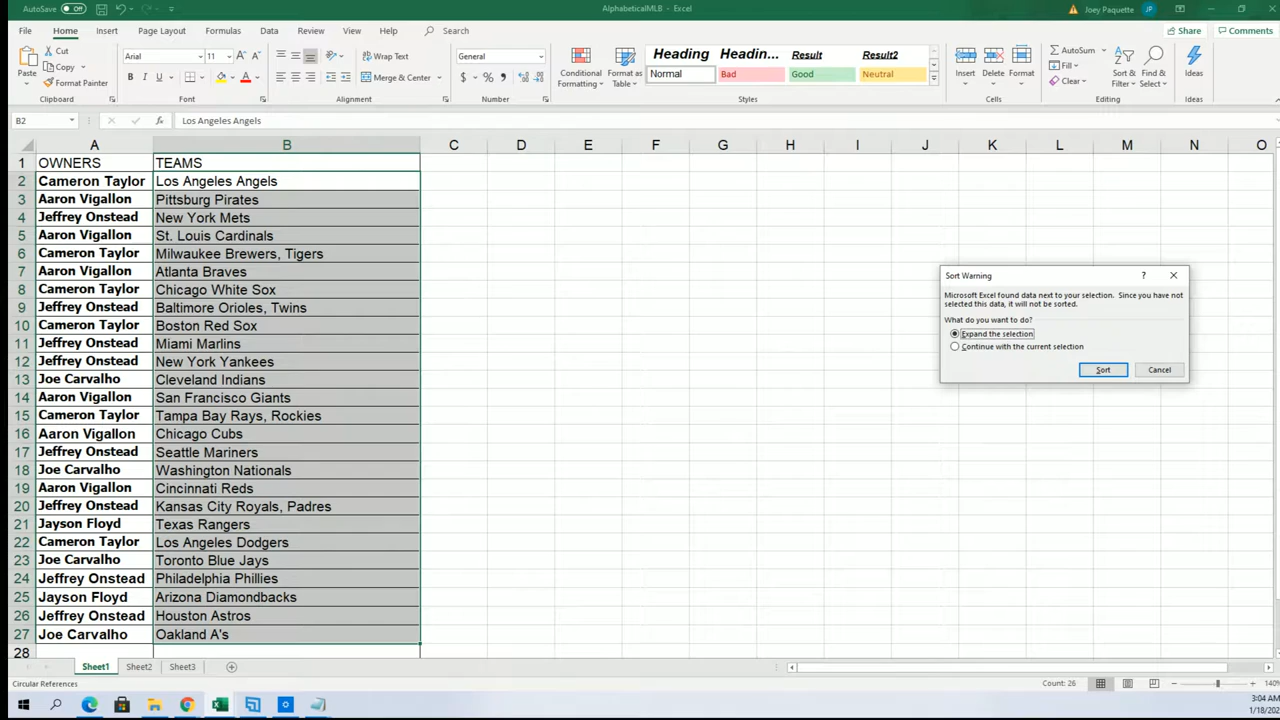 AutoSave Off AlphabeticalMLB - Excel Joey Paquette JP
File Home Insert Page Layout Formulas Data Review View Help Search Share Comments
Paste Cut Copy Format Painter Clipboard
Arial 11 A A B I U A Font
Wrap Text Merge & Center Alignment
General $ % Number
Conditional Formatting Format as Table
Heading Headin... Result Result2
Normal Bad Good Neutral
Styles
Insert Delete Format Cells
AutoSum Fill Clear Sort & Filter Find & Select Editing
Ideas Ideas
B2 fx Los Angeles Angels
A B C D E F G H I J K L M N O
1 OWNERS TEAMS
2 Cameron Taylor Los Angeles Angels
3 Aaron Vigallon Pittsburg Pirates
4 Jeffrey Onstead New York Mets
5 Aaron Vigallon St. Louis Cardinals
6 Cameron Taylor Milwaukee Brewers, Tigers
7 Aaron Vigallon Atlanta Braves
8 Cameron Taylor Chicago White Sox
9 Jeffrey Onstead Baltimore Orioles, Twins
10 Cameron Taylor Boston Red Sox
11 Jeffrey Onstead Miami Marlins
12 Jeffrey Onstead New York Yankees
13 Joe Carvalho Cleveland Indians
14 Aaron Vigallon San Francisco Giants
15 Cameron Taylor Tampa Bay Rays, Rockies
16 Aaron Vigallon Chicago Cubs
17 Jeffrey Onstead Seattle Mariners
18 Joe Carvalho Washington Nationals
19 Aaron Vigallon Cincinnati Reds
20 Jeffrey Onstead Kansas City Royals, Padres
21 Jayson Floyd Texas Rangers
22 Cameron Taylor Los Angeles Dodgers
23 Joe Carvalho Toronto Blue Jays
24 Jeffrey Onstead Philadelphia Phillies
25 Jayson Floyd Arizona Diamondbacks
26 Jeffrey Onstead Houston Astros
27 Joe Carvalho Oakland A's
28
Sort Warning ?
Microsoft Excel found data next to your selection. Since you have not
selected this data, it will not be sorted.
What do you want to do?
Expand the selection
Continue with the current selection
Sort Cancel
Sheet1 Sheet2 Sheet3
Circular References Count: 26 140%
3:04 AM
1/18/202